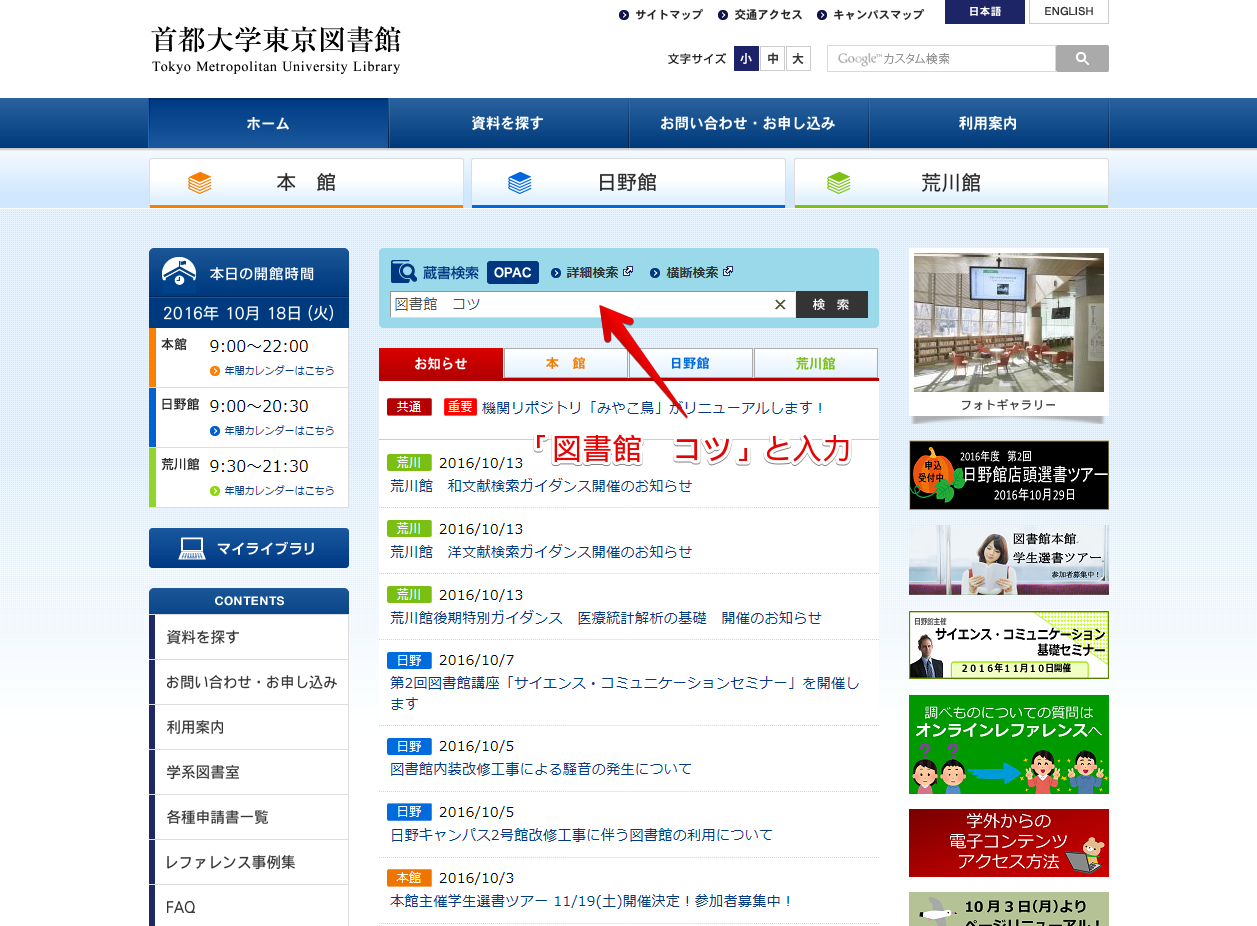 サイトマップ 交通アクセス キャンパスマップ 日本語 ENGLISH
首都大学東京図書館
Tokyo Metropolitan University Library
文字サイズ 小 中 大 Google™カスタム検索
ホーム 資料を探す お問い合わせ・お申し込み 利用案内
本　館 日野館 荒川館
本日の開館時間
2016年 10月 18日 (火)
本館 9:00～22:00
年間カレンダーはこちら
日野館 9:00～20:30
年間カレンダーはこちら
荒川館 9:30～21:30
年間カレンダーはこちら
マイライブラリ
CONTENTS
資料を探す
お問い合わせ・お申し込み
利用案内
学系図書室
各種申請書一覧
レファレンス事例集
FAQ
蔵書検索 OPAC 詳細検索 横断検索
図書館　コツ × 検 索
「図書館　コツ」と入力
お知らせ 本　館 日野館 荒川館
共通 重要 機関リポジトリ「みやこ鳥」がリニューアルします！
荒川 2016/10/13
荒川館　和文献検索ガイダンス開催のお知らせ
荒川 2016/10/13
荒川館　洋文献検索ガイダンス開催のお知らせ
荒川 2016/10/13
荒川館後期特別ガイダンス　医療統計解析の基礎　開催のお知らせ
日野 2016/10/7
第2回図書館講座「サイエンス・コミュニケーションセミナー」を開催し
ます
日野 2016/10/5
図書館内装改修工事による騒音の発生について
日野 2016/10/5
日野キャンパス2号館改修工事に伴う図書館の利用について
本館 2016/10/3
本館主催学生選書ツアー 11/19(土)開催決定！参加者募集中！
フォトギャラリー
申込
受付中
2016年度 第2回
日野館店頭選書ツアー
2016年10月29日
図書館本館
学生選書ツアー
参加者募集中！
日野館主催
サイエンス・コミュニケーション
基礎セミナー
2016年11月10日開催
調べものについての質問は
オンラインレファレンスへ
? ?
学外からの
電子コンテンツ
アクセス方法
10月3日(月)より
ページリニューアル！